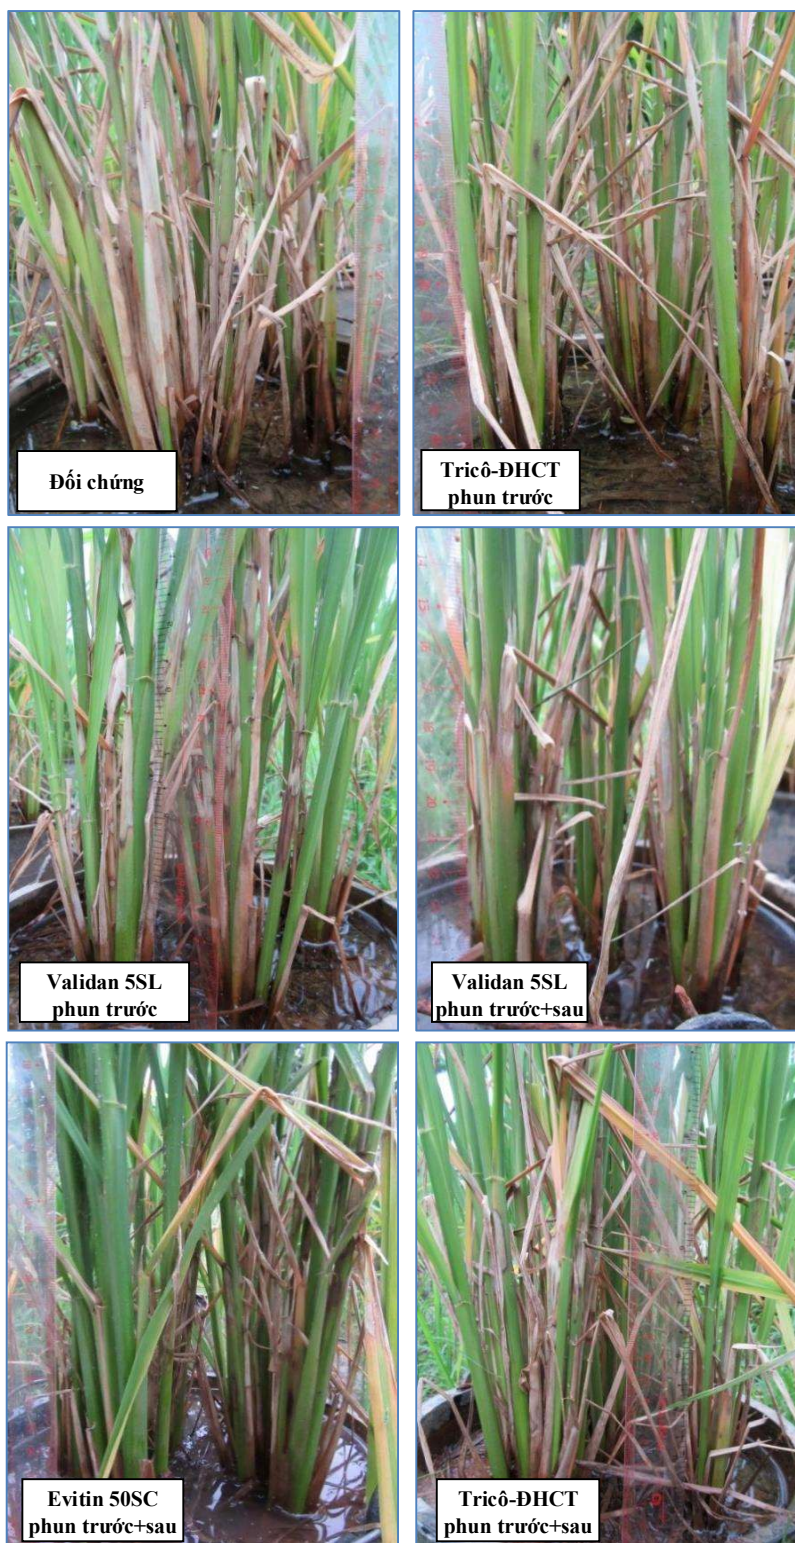 Đối chứng
Tricô-ĐHCT
phun trước
Validan 5SL
phun trước
Validan 5SL
phun trước+sau
Evitin 50SC
phun trước+sau
Tricô-ĐHCT
phun trước+sau